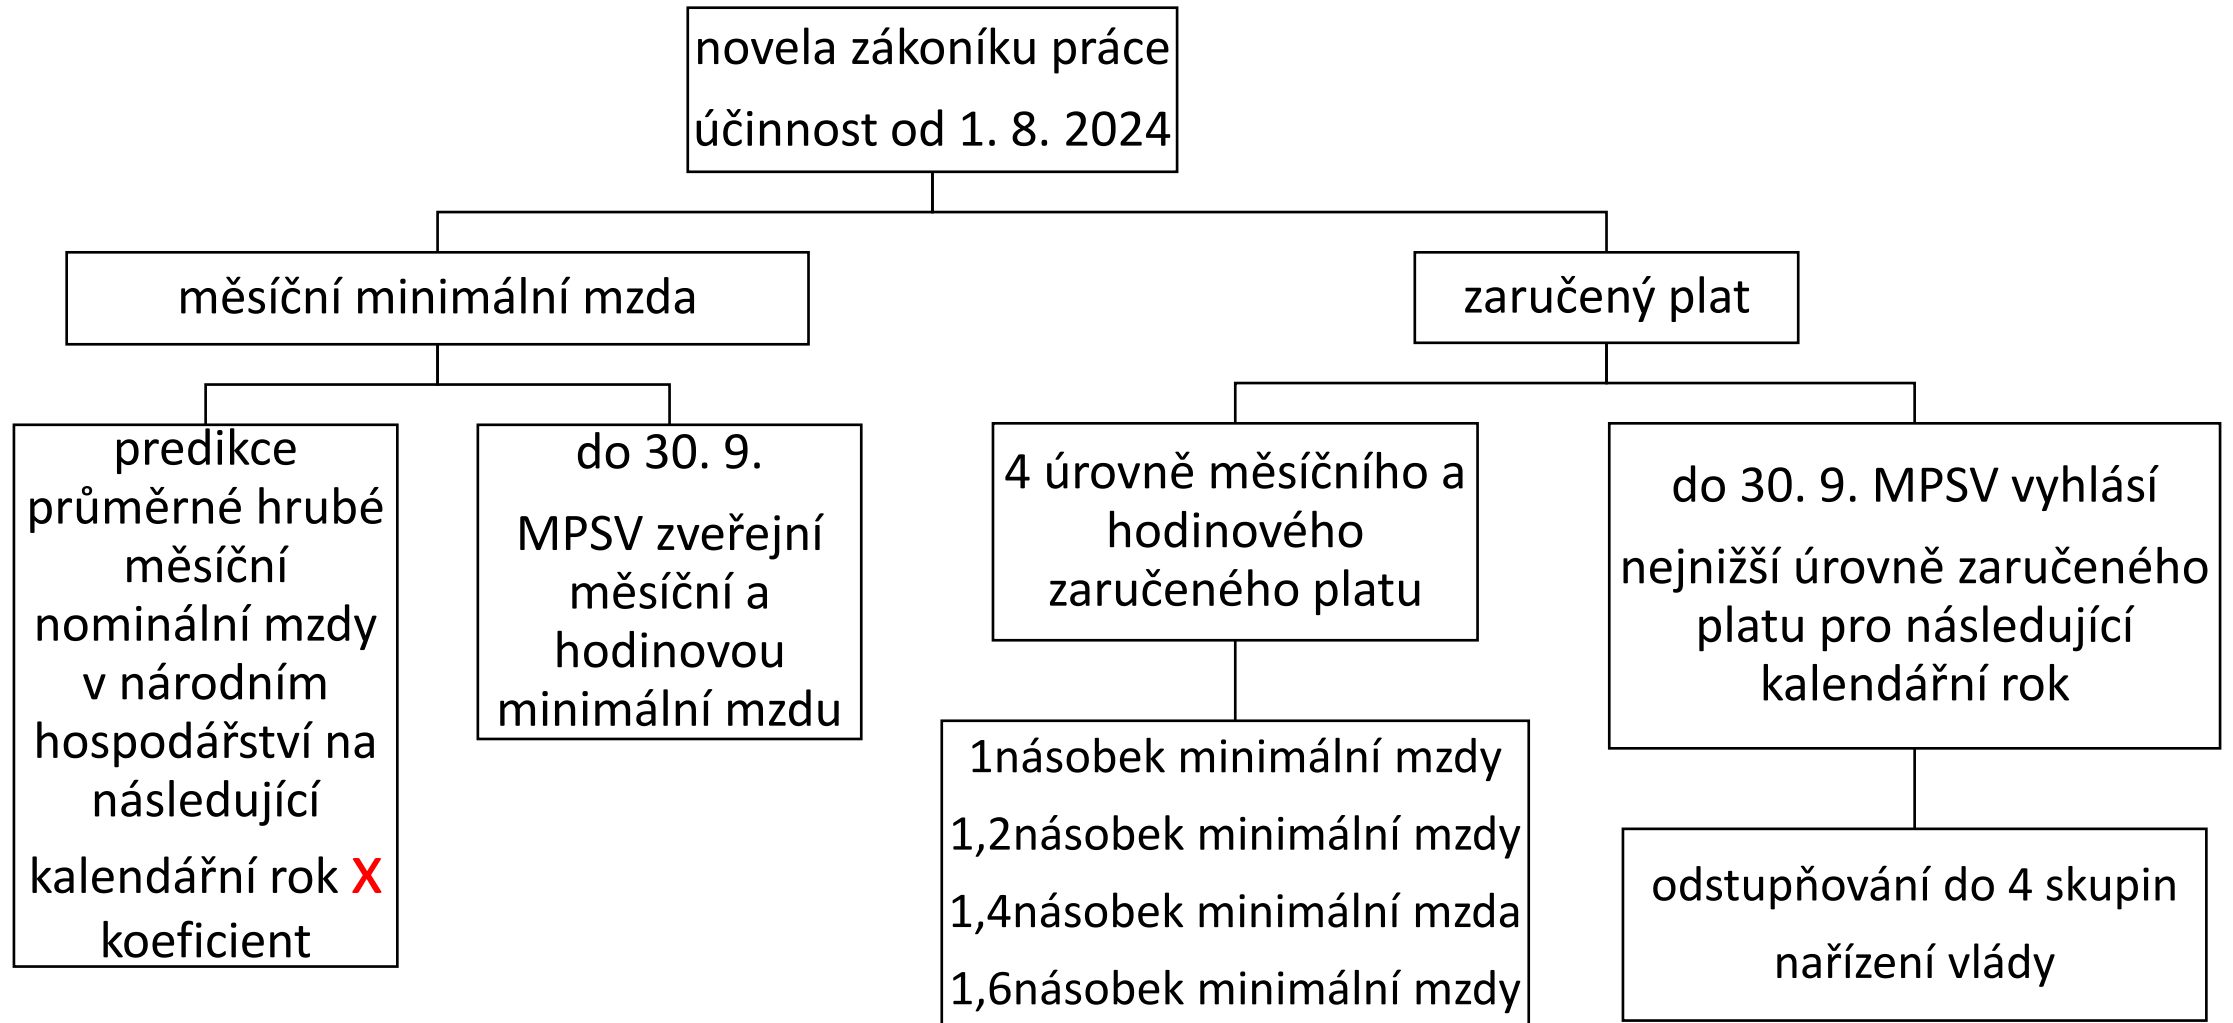 novela zákoníku práce
účinnost od 1. 8. 2024
měsíční minimální mzda
zaručený plat
predikce
průměrné hrubé
měsíční
nominální mzdy
v národním
hospodářství na
následující
kalendářní rok X
koeficient
do 30. 9.
MPSV zveřejní
měsíční a
hodinovou
minimální mzdu
4 úrovně měsíčního a
hodinového
zaručeného platu
1násobek minimální mzdy
1,2násobek minimální mzdy
1,4násobek minimální mzda
1,6násobek minimální mzdy
do 30. 9. MPSV vyhlásí
nejnižší úrovně zaručeného
platu pro následující
kalendářní rok
odstupňování do 4 skupin
nařízení vlády